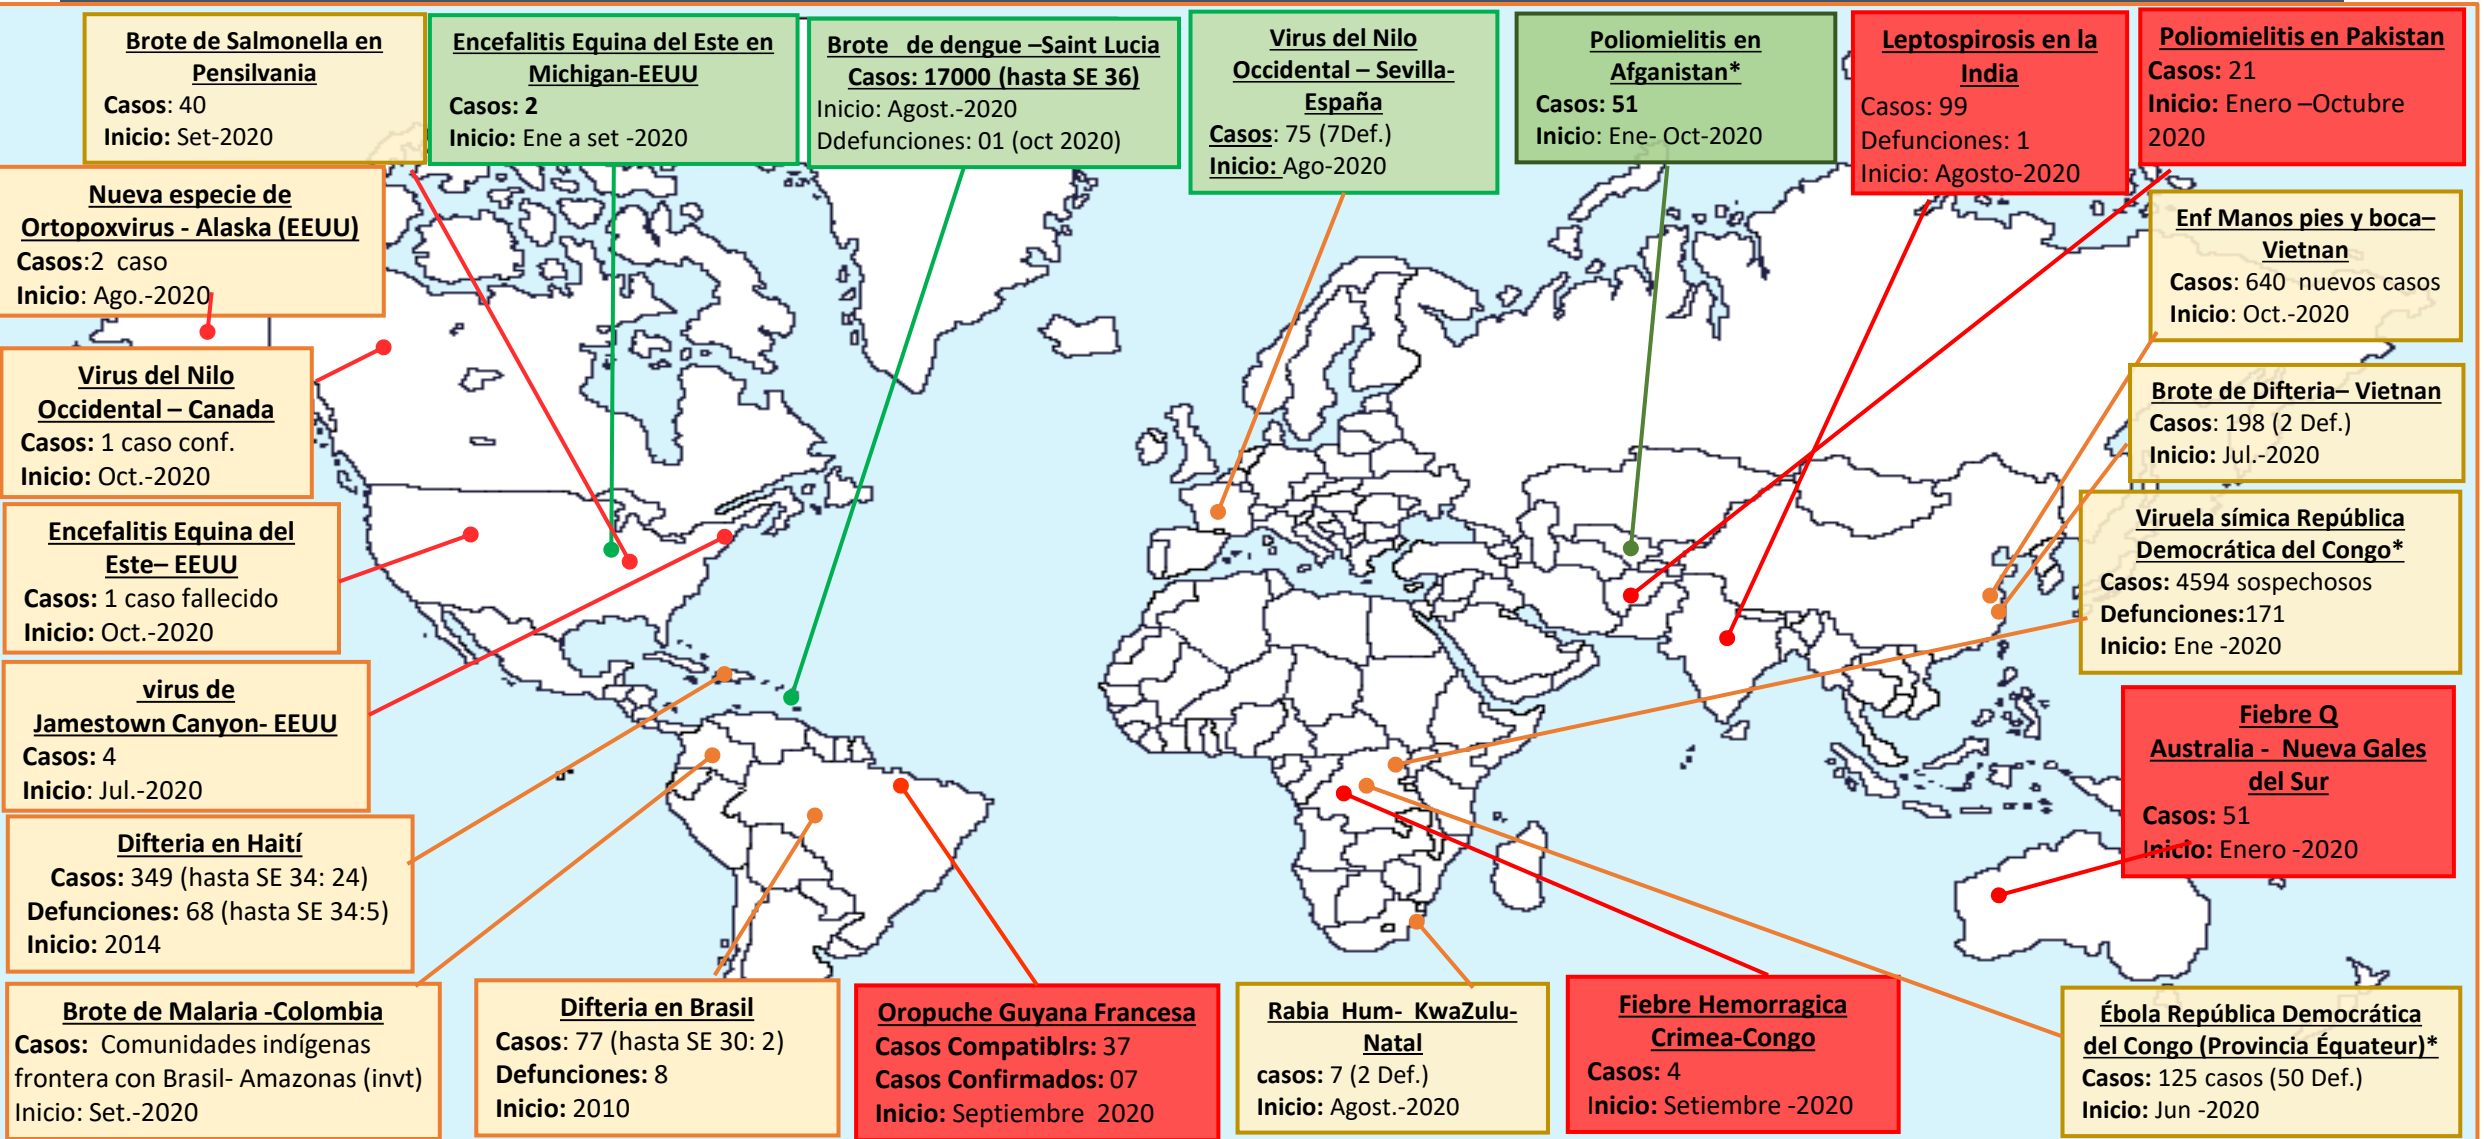 Brote de Salmonella en
Pensilvania
Casos: 40
Inicio: Set-2020
Encefalitis Equina del Este en
Michigan-EEUU
Casos: 2
Inicio: Ene a set -2020
Brote de dengue –Saint Lucia
Casos: 17000 (hasta SE 36)
Inicio: Agost.-2020
Ddefunciones: 01 (oct 2020)
Virus del Nilo
Occidental – Sevilla-
España
Casos: 75 (7Def.)
Inicio: Ago-2020
Poliomielitis en
Afganistan*
Casos: 51
Inicio: Ene- Oct-2020
Leptospirosis en la
India
Casos: 99
Defunciones: 1
Inicio: Agosto-2020
Poliomielitis en Pakistan
Casos: 21
Inicio: Enero –Octubre
2020
Nueva especie de
Ortopoxvirus - Alaska (EEUU)
Casos:2 caso
Inicio: Ago.-2020
Enf Manos pies y boca–
Vietnan
Casos: 640 nuevos casos
Inicio: Oct.-2020
Virus del Nilo
Occidental – Canada
Casos: 1 caso conf.
Inicio: Oct.-2020
Brote de Difteria– Vietnan
Casos: 198 (2 Def.)
Inicio: Jul.-2020
Encefalitis Equina del
Este– EEUU
Casos: 1 caso fallecido
Inicio: Oct.-2020
Viruela símica República
Democrática del Congo*
Casos: 4594 sospechosos
Defunciones:171
Inicio: Ene -2020
virus de
Jamestown Canyon- EEUU
Casos: 4
Inicio: Jul.-2020
Fiebre Q
Australia - Nueva Gales
del Sur
Casos: 51
Inicio: Enero -2020
Difteria en Haití
Casos: 349 (hasta SE 34: 24)
Defunciones: 68 (hasta SE 34:5)
Inicio: 2014
Brote de Malaria -Colombia
Casos: Comunidades indígenas
frontera con Brasil- Amazonas (invt)
Inicio: Set.-2020
Difteria en Brasil
Casos: 77 (hasta SE 30: 2)
Defunciones: 8
Inicio: 2010
Oropuche Guyana Francesa
Casos Compatiblrs: 37
Casos Confirmados: 07
Inicio: Septiembre 2020
Rabia Hum- KwaZulu-
Natal
casos: 7 (2 Def.)
Inicio: Agost.-2020
Fiebre Hemorragica
Crimea-Congo
Casos: 4
Inicio: Setiembre -2020
Ébola República Democrática
del Congo (Provincia Équateur)*
Casos: 125 casos (50 Def.)
Inicio: Jun -2020